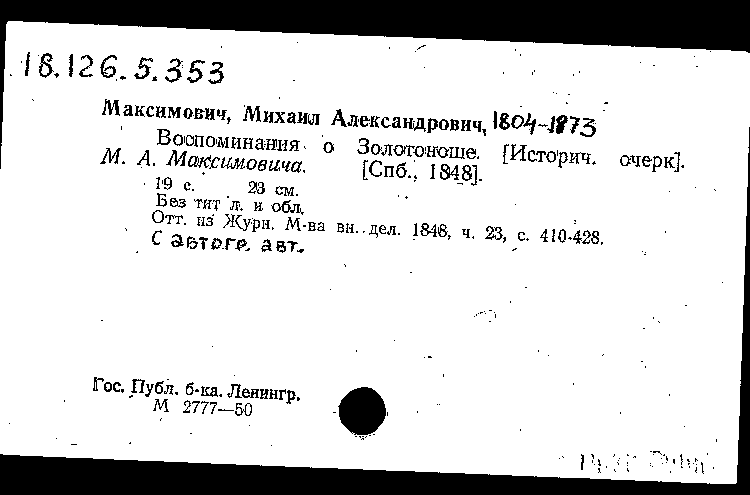 18.126.5.353
Максимович, Михаил Александрович, 1804-1873
Воспоминания о Золотоноше. [Историч. очерк].
М. А. Максимовича. [Спб., 1848].
19 с. 23 см.
Без тит л. и обл.
Отт. из Журн. М-ва вн. дел. 1848, ч. 23, с. 410-428.
С автогр. авт.
Гос. Публ. б-ка. Ленингр.
М 2777—50